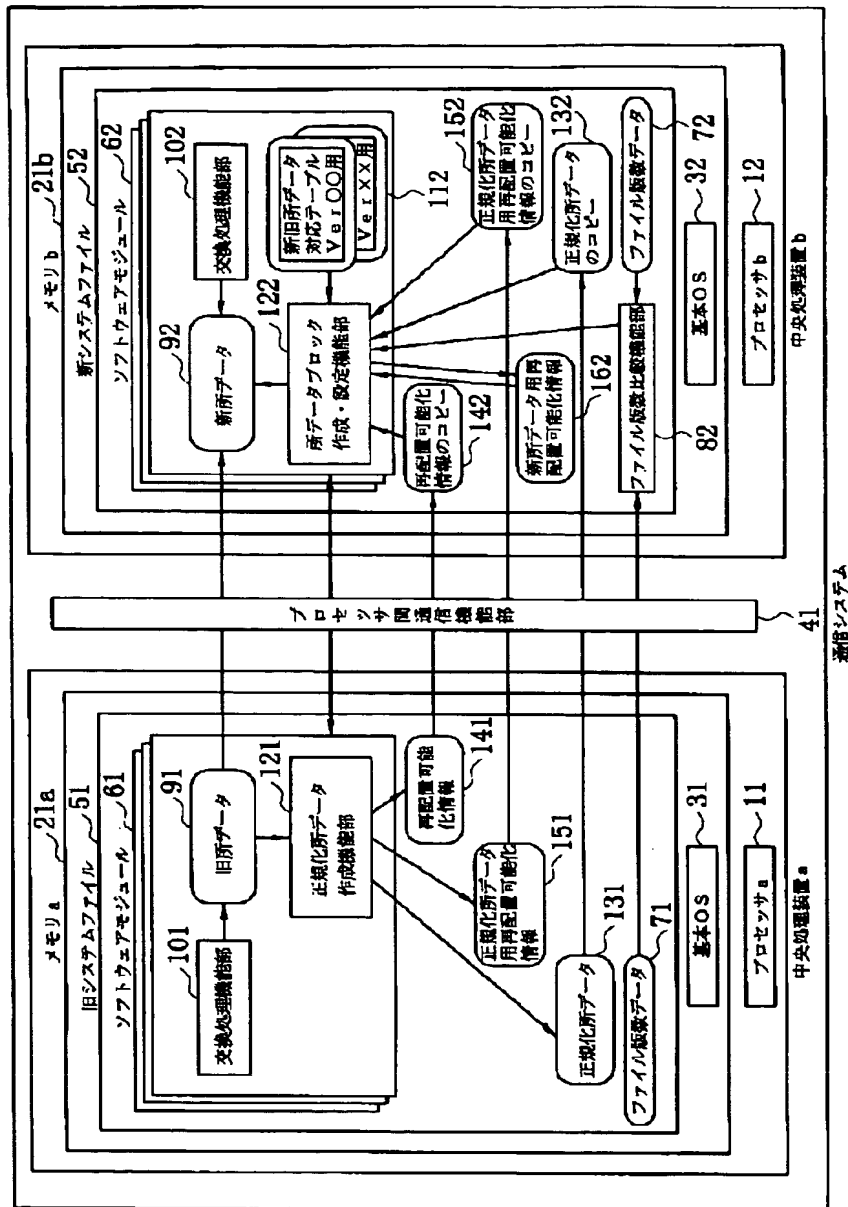 通信システム
中央処理装置a
メモリa
21a
旧システムファイル
51
ソフトウェアモジュール
61
交換処理機能部
101
旧所データ
91
正規化所データ
作成機能部
121
再配置可能
化情報
141
正規化所データ
用再配置可能化
情報
151
正規化所データ
131
ファイル版数データ
71
基本OS
31
プロセッサa
11
プロセッサ間通信機能部
41
中央処理装置b
メモリb
21b
新システムファイル
52
ソフトウェアモジュール
62
新所データ
92
交換処理機能部
102
所データブロック
作成・設定機能部
122
新旧所データ
対応テーブル
Ver○○用
Ver××用
112
再配置可能化
情報のコピー
142
正規化所データ
用再配置可能化
情報のコピー
152
新所データ用再
配置可能化情報
162
正規化所データ
のコピー
132
ファイル版数比較機能部
82
ファイル版数データ
72
基本OS
32
プロセッサb
12